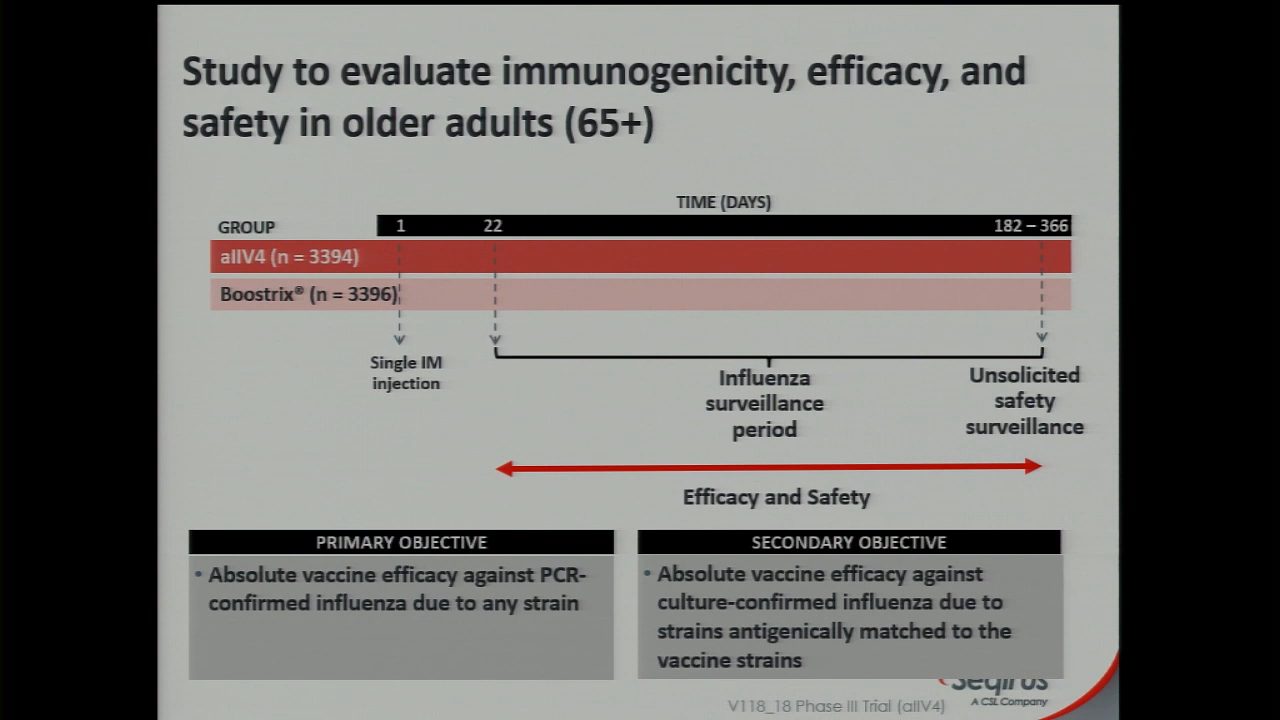 Study to evaluate immunogenicity, efficacy, and
safety in older adults (65+)
TIME (DAYS)
GROUP 1 22 182 – 366
aIIV4 (n = 3394)
Boostrix® (n = 3396)
Single IM
injection
Influenza
surveillance
period
Unsolicited
safety
surveillance
Efficacy and Safety
PRIMARY OBJECTIVE
• Absolute vaccine efficacy against PCR-
confirmed influenza due to any strain
SECONDARY OBJECTIVE
• Absolute vaccine efficacy against
culture-confirmed influenza due to
strains antigenically matched to the
vaccine strains
Seqirus
A CSL Company
V118_18 Phase III Trial (aIIV4)